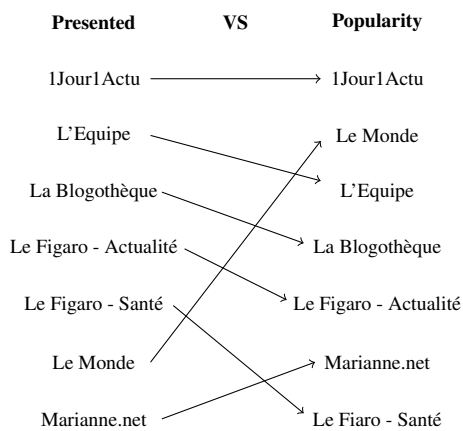 Presented VS Popularity
1Jour1Actu 1Jour1Actu
L'Equipe Le Monde
La Blogothèque L'Equipe
Le Figaro - Actualité La Blogothèque
Le Figaro - Santé Le Figaro - Actualité
Le Monde Marianne.net
Marianne.net Le Fiaro - Santé